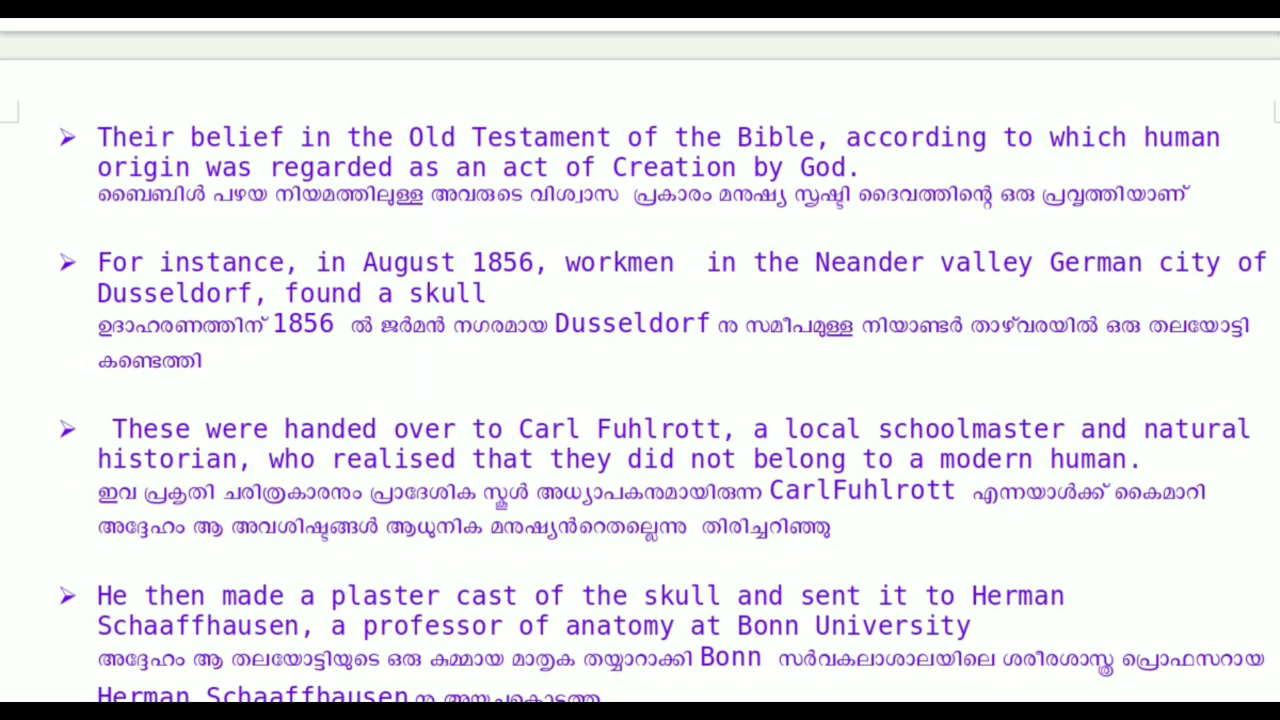 ➢ Their belief in the Old Testament of the Bible, according to which human
origin was regarded as an act of Creation by God.
ബൈബിൾ പഴയ നിയമത്തിലുള്ള അവരുടെ വിശ്വാസ പ്രകാരം മനുഷ്യ സൃഷ്ടി ദൈവത്തിന്റെ ഒരു പ്രവൃത്തിയാണ്
➢ For instance, in August 1856, workmen in the Neander valley German city of
Dusseldorf, found a skull
ഉദാഹരണത്തിന് 1856 ൽ ജർമൻ നഗരമായ Dusseldorf നു സമീപമുള്ള നിയാണ്ടർ താഴ്‌വരയിൽ ഒരു തലയോട്ടി
കണ്ടെത്തി
➢ These were handed over to Carl Fuhlrott, a local schoolmaster and natural
historian, who realised that they did not belong to a modern human.
ഇവ പ്രകൃതി ചരിത്രകാരനും പ്രാദേശിക സ്കൂൾ അധ്യാപകനുമായിരുന്ന CarlFuhlrott എന്നയാൾക്ക് കൈമാറി
അദ്ദേഹം ആ അവശിഷ്ടങ്ങൾ ആധുനിക മനുഷ്യൻറെതല്ലെന്നു തിരിച്ചറിഞ്ഞു
➢ He then made a plaster cast of the skull and sent it to Herman
Schaaffhausen, a professor of anatomy at Bonn University
അദ്ദേഹം ആ തലയോട്ടിയുടെ ഒരു കുമ്മായ മാതൃക തയ്യാറാക്കി Bonn സർവകലാശാലയിലെ ശരീരശാസ്ത്ര പ്രൊഫസറായ
Herman Schaaffhausen നു